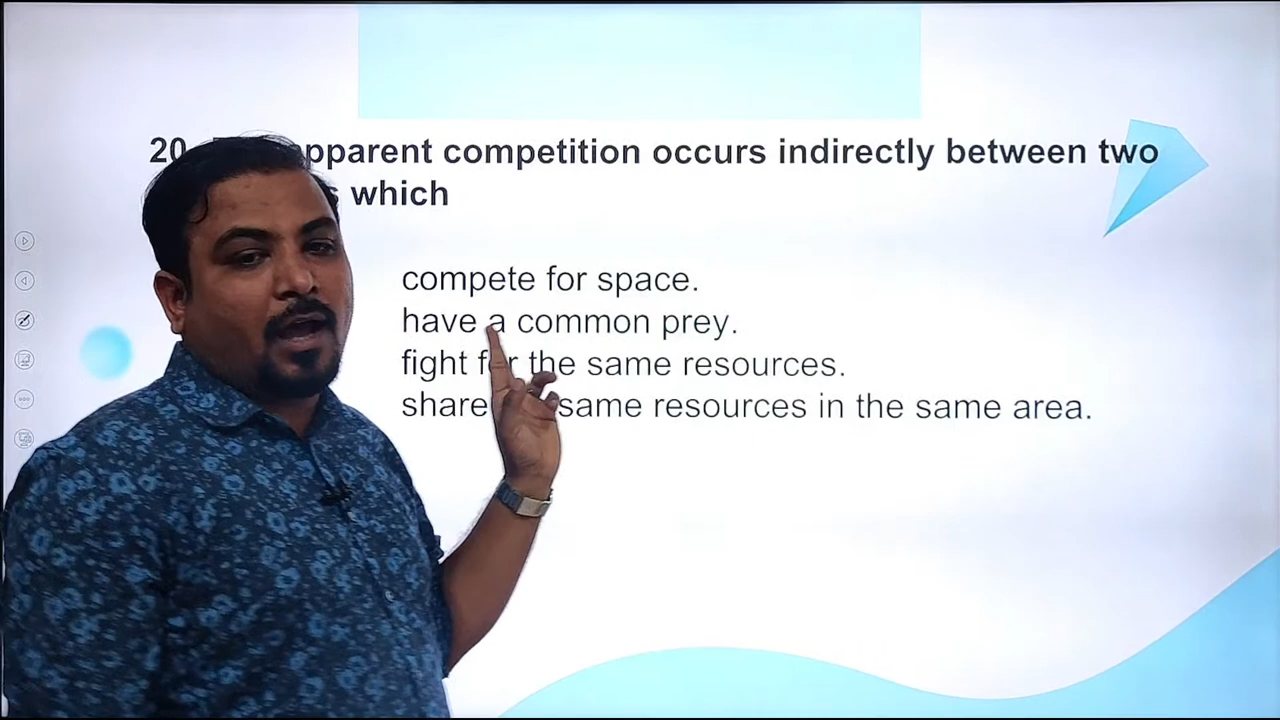 20. apparent competition occurs indirectly between two
which
compete for space.
have a common prey.
fight for the same resources.
share same resources in the same area.